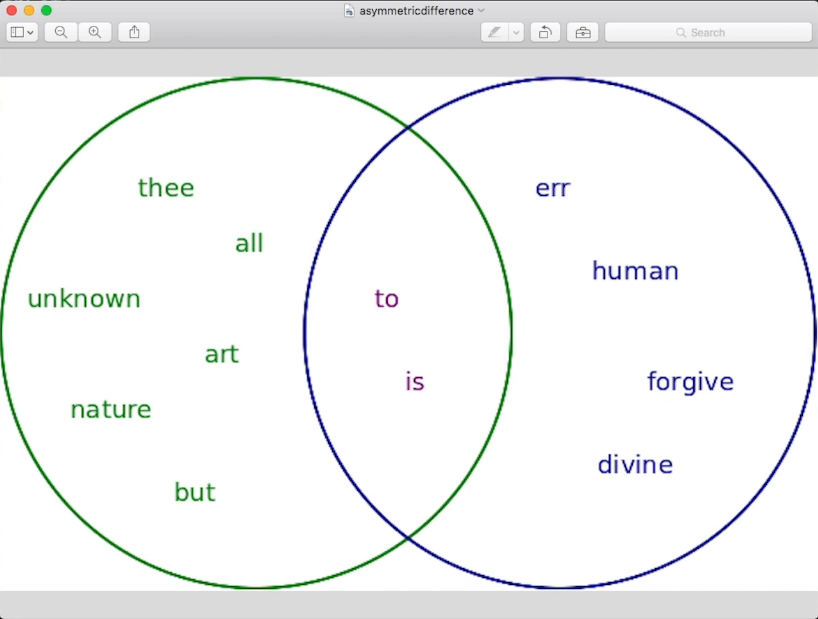 asymmetricdifference
Search
thee
err
all
human
unknown
to
art
is
forgive
nature
divine
but